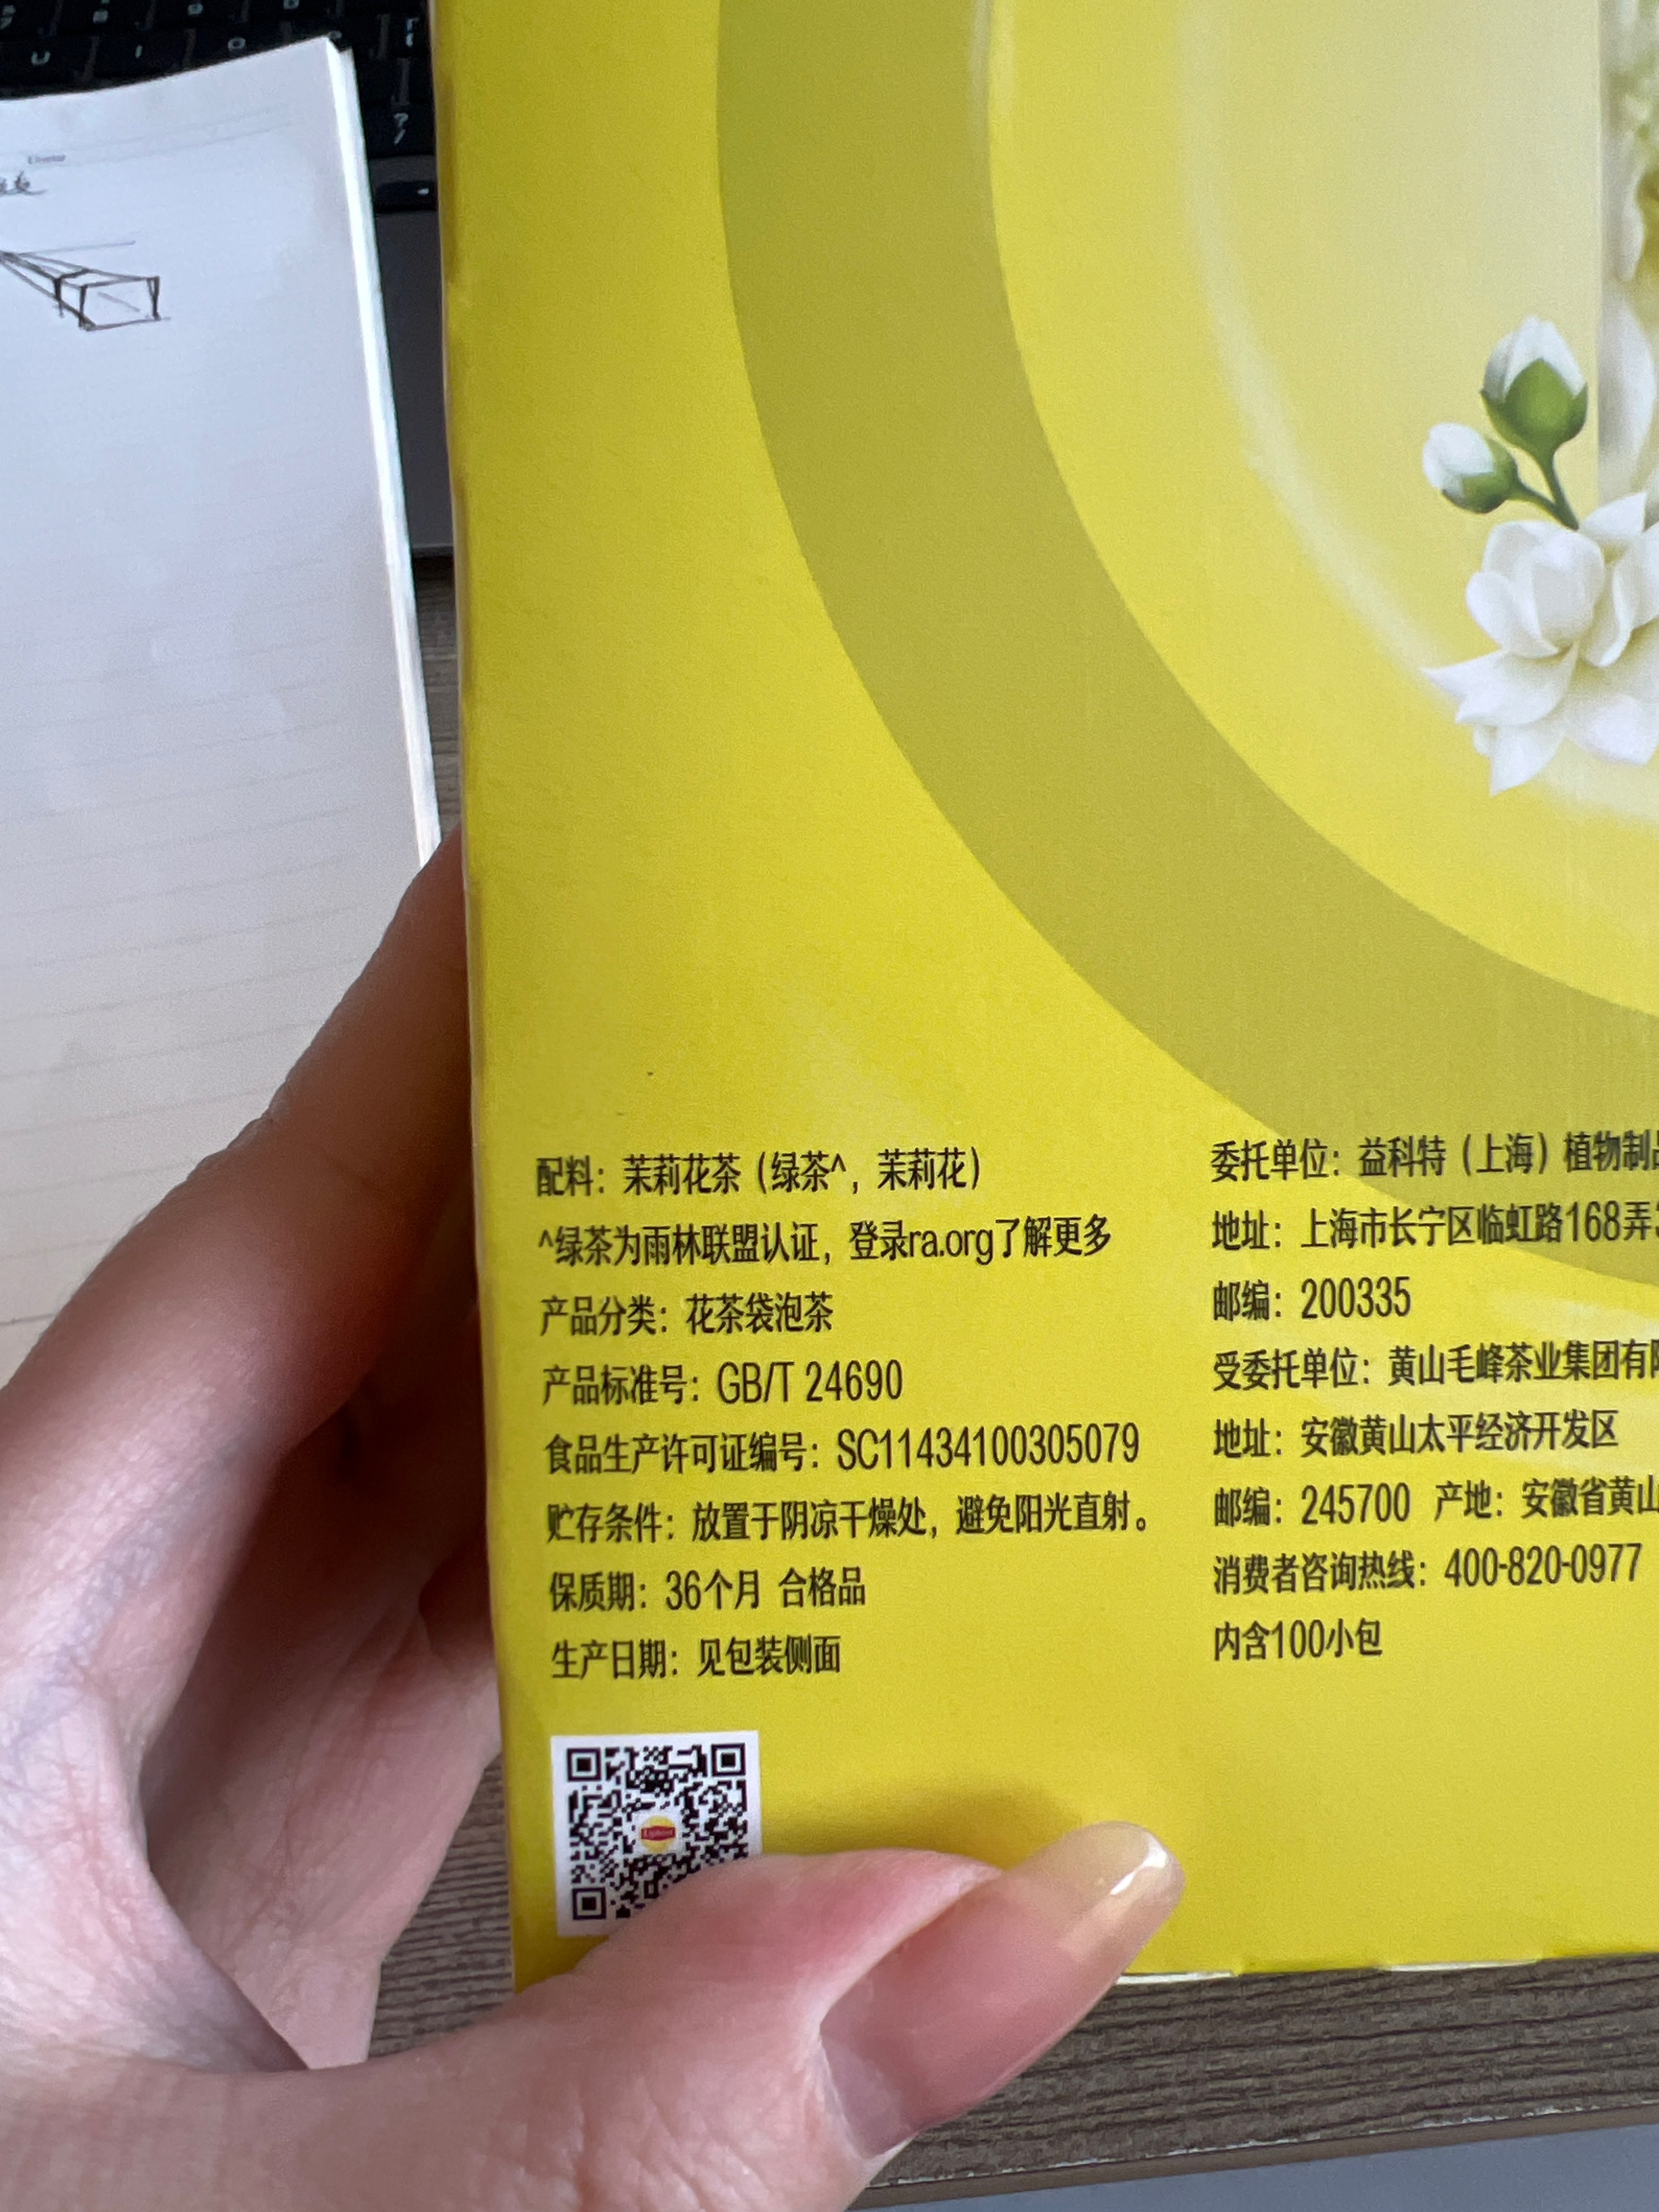 配料：茉莉花茶（绿茶^，茉莉花）
^绿茶为雨林联盟认证，登录ra.org了解更多
产品分类：花茶袋泡茶
产品标准号：GB/T 24690
食品生产许可证编号：SC11434100305079
贮存条件：放置于阴凉干燥处，避免阳光直射。
保质期：36个月 合格品
生产日期：见包装侧面
委托单位：益科特（上海）植物制品
地址：上海市长宁区临虹路168弄
邮编：200335
受委托单位：黄山毛峰茶业集团有限
地址：安徽黄山太平经济开发区
邮编：245700 产地：安徽省黄山
消费者咨询热线：400-820-0977
内含100小包
Lipton